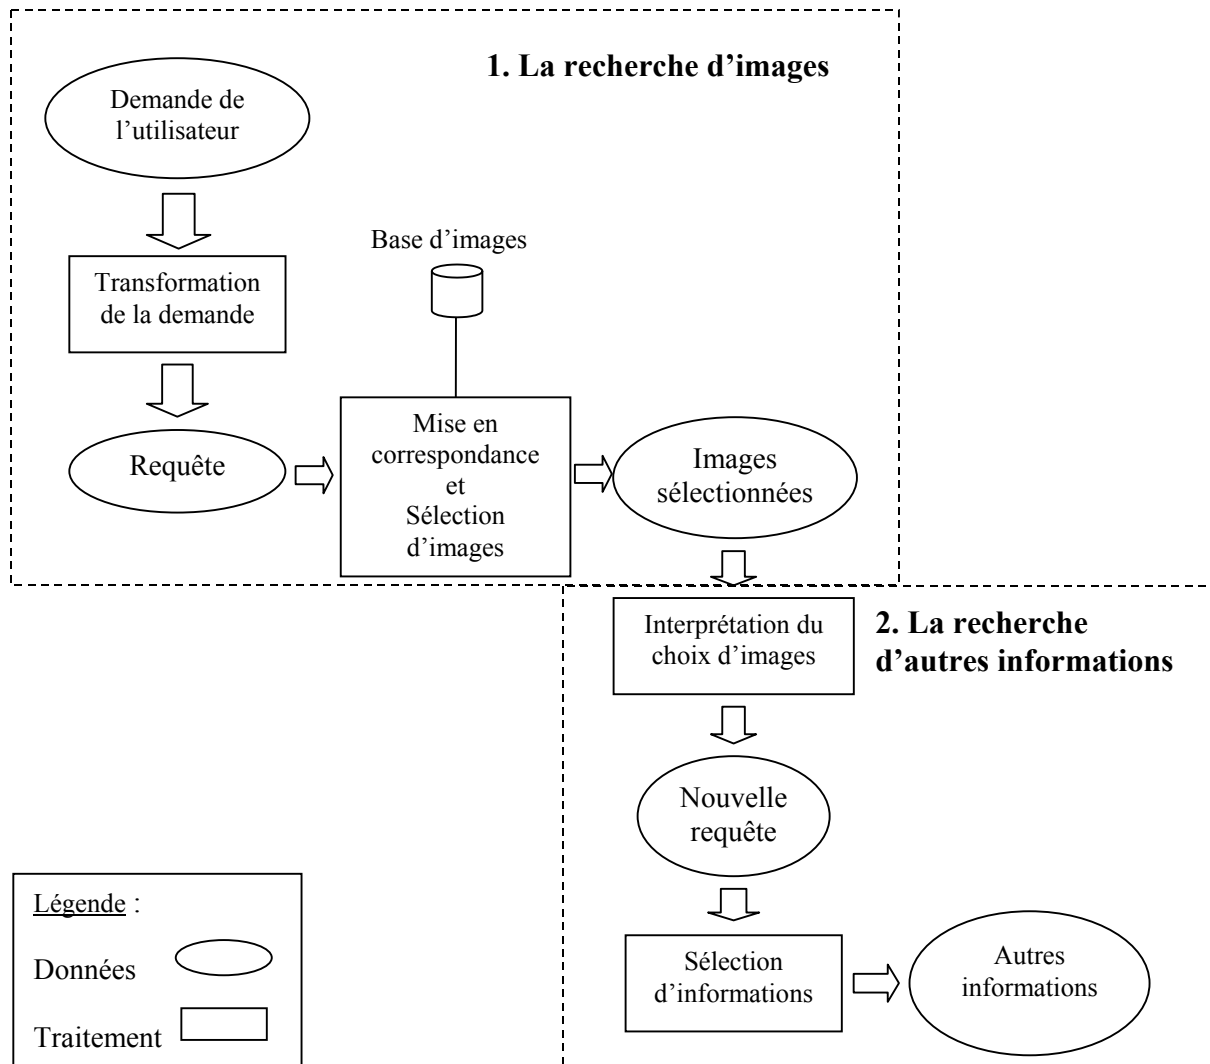 1. La recherche d’images
Demande de
l’utilisateur
Base d’images
Transformation
de la demande
Requête
Mise en
correspondance
et
Sélection
d’images
Images
sélectionnées
Interprétation du
choix d’images
2. La recherche
d’autres informations
Nouvelle
requête
Sélection
d’informations
Autres
informations
Légende :
Données
Traitement